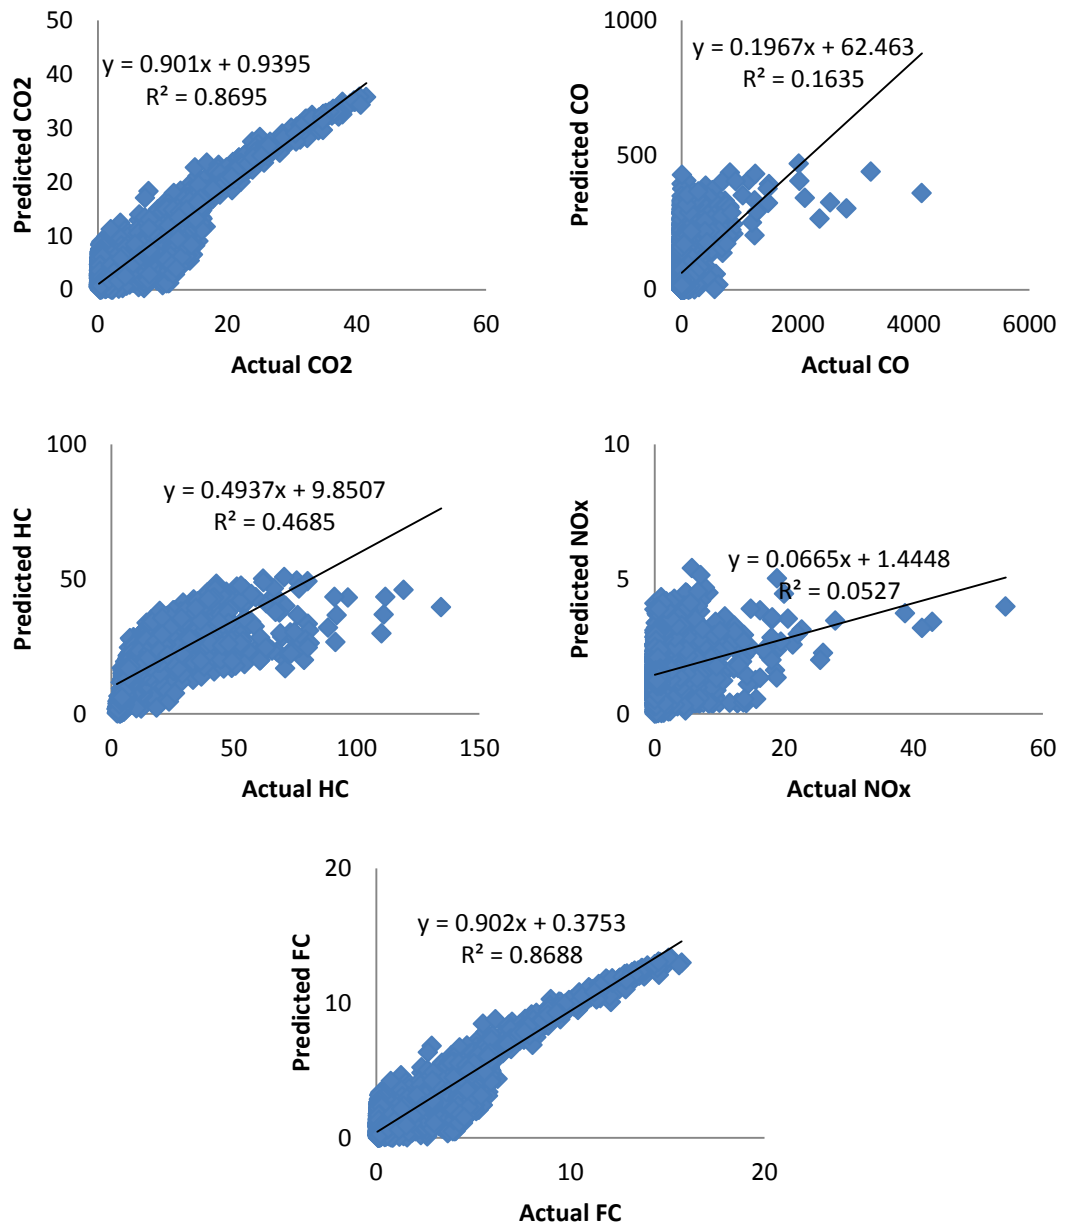 50
40
30
20
10
0
Predicted CO2
y = 0.901x + 0.9395
R² = 0.8695
0 20 40 60
Actual CO2
1000
500
0
Predicted CO
y = 0.1967x + 62.463
R² = 0.1635
0 2000 4000 6000
Actual CO
100
50
0
Predicted HC
y = 0.4937x + 9.8507
R² = 0.4685
0 50 100 150
Actual HC
10
5
0
Predicted NOx
y = 0.0665x + 1.4448
R² = 0.0527
0 20 40 60
Actual NOx
20
10
0
Predicted FC
y = 0.902x + 0.3753
R² = 0.8688
0 10 20
Actual FC